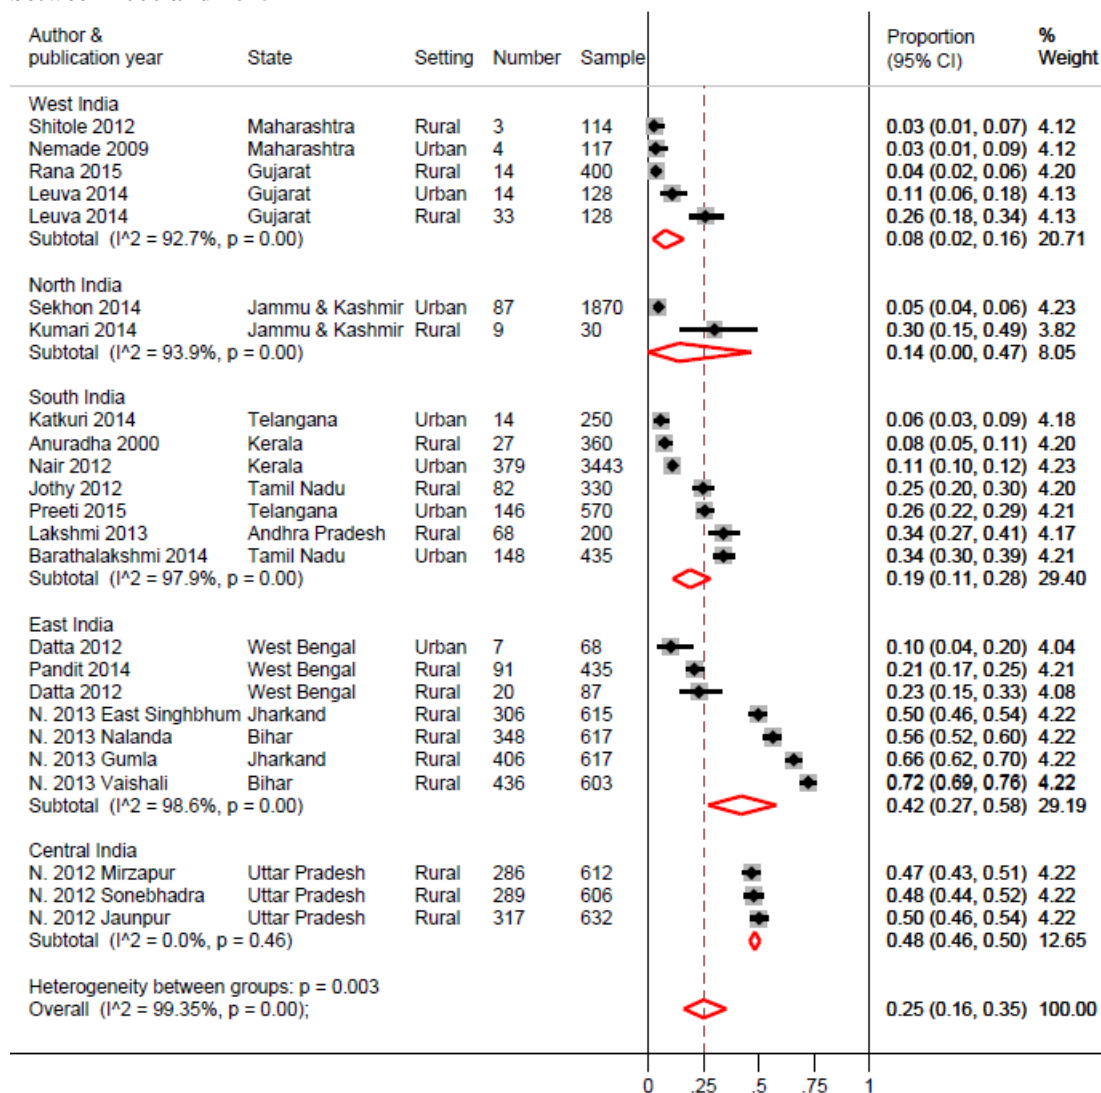 Author & Proportion %
publication year State Setting Number Sample (95% CI) Weight
West India
Shitole 2012 Maharashtra Rural 3 114 0.03 (0.01, 0.07) 4.12
Nemade 2009 Maharashtra Urban 4 117 0.03 (0.01, 0.09) 4.12
Rana 2015 Gujarat Rural 14 400 0.04 (0.02, 0.06) 4.20
Leuva 2014 Gujarat Urban 14 128 0.11 (0.06, 0.18) 4.13
Leuva 2014 Gujarat Rural 33 128 0.26 (0.18, 0.34) 4.13
Subtotal (I^2 = 92.7%, p = 0.00) 0.08 (0.02, 0.16) 20.71
North India
Sekhon 2014 Jammu & Kashmir Urban 87 1870 0.05 (0.04, 0.06) 4.23
Kumari 2014 Jammu & Kashmir Rural 9 30 0.30 (0.15, 0.49) 3.82
Subtotal (I^2 = 93.9%, p = 0.00) 0.14 (0.00, 0.47) 8.05
South India
Katkuri 2014 Telangana Urban 14 250 0.06 (0.03, 0.09) 4.18
Anuradha 2000 Kerala Rural 27 360 0.08 (0.05, 0.11) 4.20
Nair 2012 Kerala Urban 379 3443 0.11 (0.10, 0.12) 4.23
Jothy 2012 Tamil Nadu Rural 82 330 0.25 (0.20, 0.30) 4.20
Preeti 2015 Telangana Urban 146 570 0.26 (0.22, 0.29) 4.21
Lakshmi 2013 Andhra Pradesh Rural 68 200 0.34 (0.27, 0.41) 4.17
Barathalakshmi 2014 Tamil Nadu Urban 148 435 0.34 (0.30, 0.39) 4.21
Subtotal (I^2 = 97.9%, p = 0.00) 0.19 (0.11, 0.28) 29.40
East India
Datta 2012 West Bengal Urban 7 68 0.10 (0.04, 0.20) 4.04
Pandit 2014 West Bengal Rural 91 435 0.21 (0.17, 0.25) 4.21
Datta 2012 West Bengal Rural 20 87 0.23 (0.15, 0.33) 4.08
N. 2013 East Singhbhum Jharkand Rural 306 615 0.50 (0.46, 0.54) 4.22
N. 2013 Nalanda Bihar Rural 348 617 0.56 (0.52, 0.60) 4.22
N. 2013 Gumla Jharkand Rural 406 617 0.66 (0.62, 0.70) 4.22
N. 2013 Vaishali Bihar Rural 436 603 0.72 (0.69, 0.76) 4.22
Subtotal (I^2 = 98.6%, p = 0.00) 0.42 (0.27, 0.58) 29.19
Central India
N. 2012 Mirzapur Uttar Pradesh Rural 286 612 0.47 (0.43, 0.51) 4.22
N. 2012 Sonebhadra Uttar Pradesh Rural 289 606 0.48 (0.44, 0.52) 4.22
N. 2012 Jaunpur Uttar Pradesh Rural 317 632 0.50 (0.46, 0.54) 4.22
Subtotal (I^2 = 0.0%, p = 0.46) 0.48 (0.46, 0.50) 12.65
Heterogeneity between groups: p = 0.003
Overall (I^2 = 99.35%, p = 0.00); 0.25 (0.16, 0.35) 100.00
0 .25 .5 .75 1